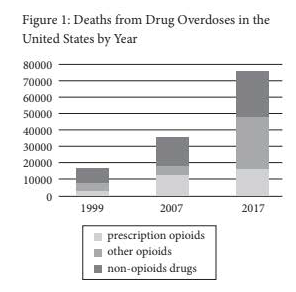 Figure 1: Deaths from Drug Overdoses in the
United States by Year
80000
70000
60000
50000
40000
30000
20000
10000
0
1999 2007 2017
prescription opioids
other opioids
non-opioids drugs